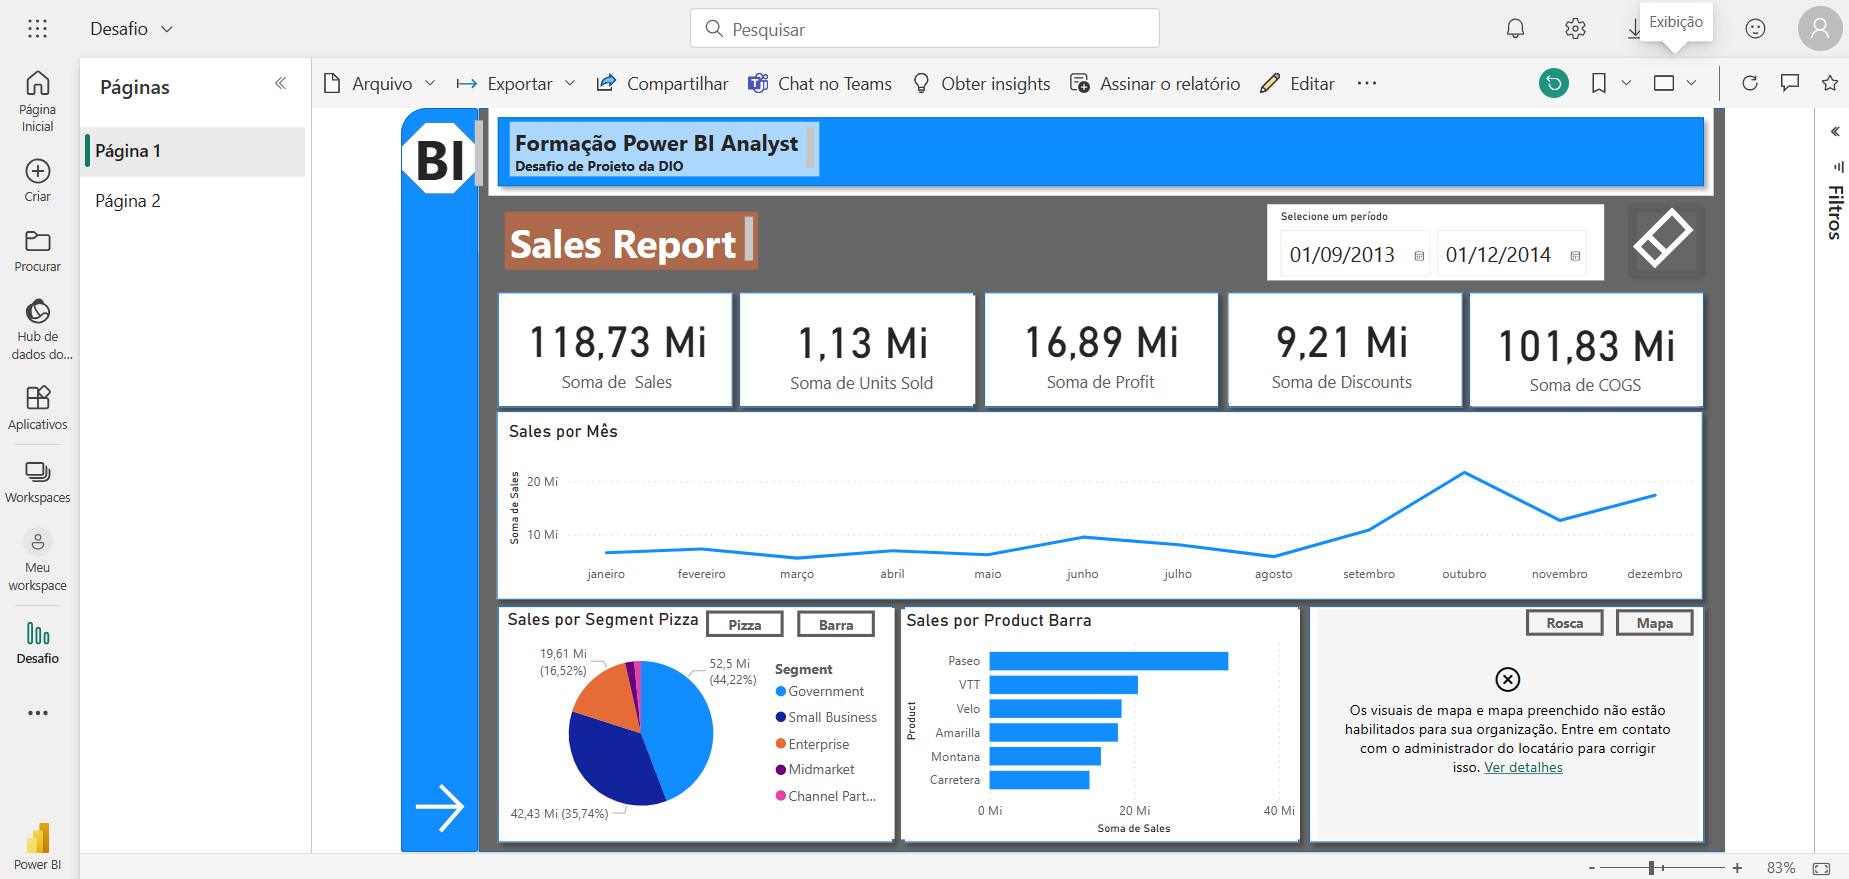 Desafio
Pesquisar
Exibição
Página
Inicial
Criar
Procurar
Hub de
dados do...
Aplicativos
Workspaces
Meu
workspace
Desafio
Power BI
Páginas
Página 1
Página 2
Arquivo
Exportar
Compartilhar
Chat no Teams
Obter insights
Assinar o relatório
Editar
Filtros
BI
Formação Power BI Analyst
Desafio de Projeto da DIO
Sales Report
Selecione um período
01/09/2013
01/12/2014
118,73 Mi
Soma de Sales
1,13 Mi
Soma de Units Sold
16,89 Mi
Soma de Profit
9,21 Mi
Soma de Discounts
101,83 Mi
Soma de COGS
Sales por Mês
Soma de Sales
20 Mi
10 Mi
janeiro
fevereiro
março
abril
maio
junho
julho
agosto
setembro
outubro
novembro
dezembro
Sales por Segment Pizza
Pizza
Barra
19,61 Mi
(16,52%)
52,5 Mi
(44,22%)
42,43 Mi (35,74%)
Segment
Government
Small Business
Enterprise
Midmarket
Channel Part...
Sales por Product Barra
Product
Paseo
VTT
Velo
Amarilla
Montana
Carretera
0 Mi
20 Mi
40 Mi
Soma de Sales
Rosca
Mapa
Os visuais de mapa e mapa preenchido não estão
habilitados para sua organização. Entre em contato
com o administrador do locatário para corrigir
isso. Ver detalhes
83%